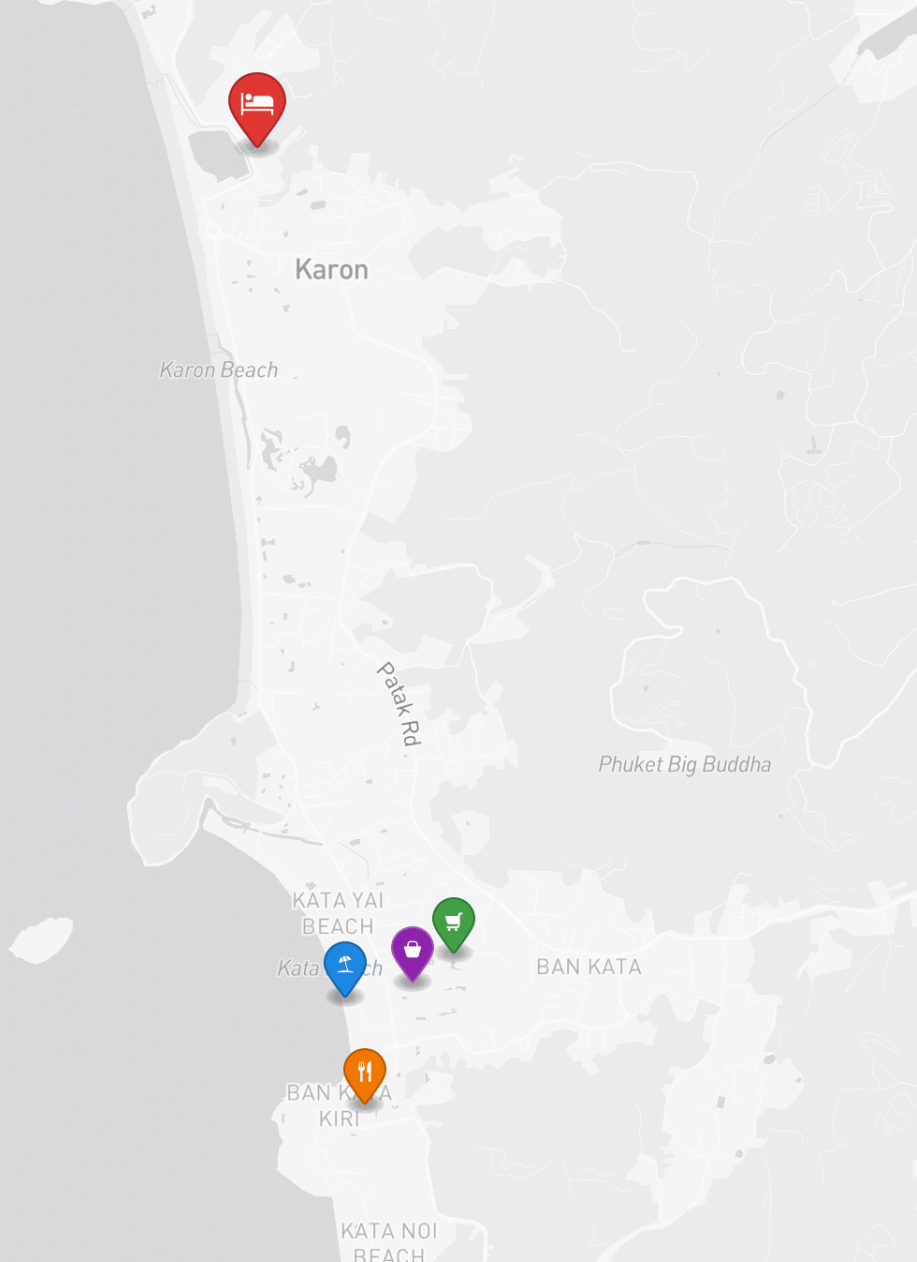 Karon
Karon Beach
Patak Rd
Phuket Big Buddha
KATA YAI
BEACH
Kata
BAN KATA
BAN KATA
KIRI
KATA NOI
BEACH